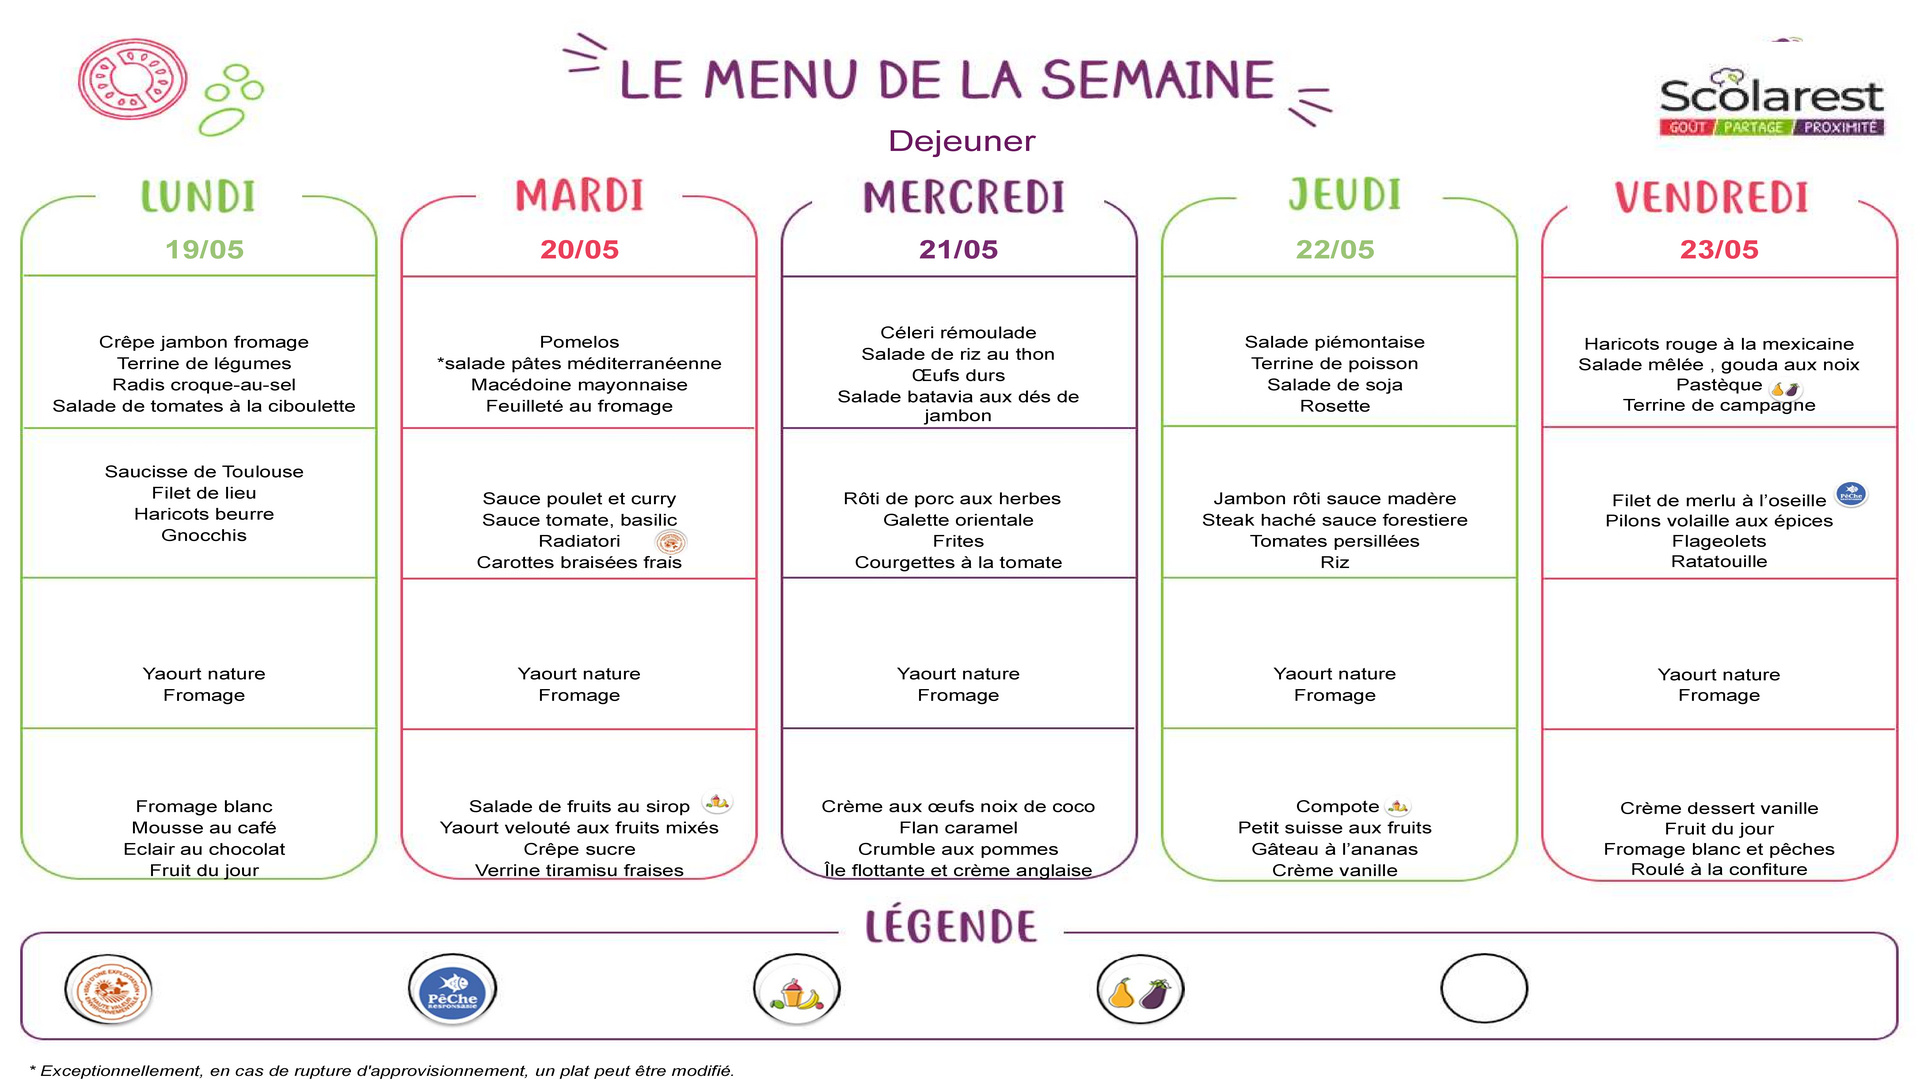 LE MENU DE LA SEMAINE
Dejeuner
Scolarest
GOÛT / PARTAGE / PROXIMITÉ
LUNDI
19/05
Crêpe jambon fromage
Terrine de légumes
Radis croque-au-sel
Salade de tomates à la ciboulette
Saucisse de Toulouse
Filet de lieu
Haricots beurre
Gnocchis
Yaourt nature
Fromage
Fromage blanc
Mousse au café
Eclair au chocolat
Fruit du jour
MARDI
20/05
Pomelos
*salade pâtes méditerranéenne
Macédoine mayonnaise
Feuilleté au fromage
Sauce poulet et curry
Sauce tomate, basilic
Radiatori
Carottes braisées frais
Yaourt nature
Fromage
Salade de fruits au sirop
Yaourt velouté aux fruits mixés
Crêpe sucre
Verrine tiramisu fraises
MERCREDI
21/05
Céleri rémoulade
Salade de riz au thon
Œufs durs
Salade batavia aux dés de
jambon
Rôti de porc aux herbes
Galette orientale
Frites
Courgettes à la tomate
Yaourt nature
Fromage
Crème aux œufs noix de coco
Flan caramel
Crumble aux pommes
Île flottante et crème anglaise
JEUDI
22/05
Salade piémontaise
Terrine de poisson
Salade de soja
Rosette
Jambon rôti sauce madère
Steak haché sauce forestiere
Tomates persillées
Riz
Yaourt nature
Fromage
Compote
Petit suisse aux fruits
Gâteau à l'ananas
Crème vanille
VENDREDI
23/05
Haricots rouge à la mexicaine
Salade mêlée , gouda aux noix
Pastèque
Terrine de campagne
Filet de merlu à l'oseille
PêChe
Pilons volaille aux épices
Flageolets
Ratatouille
Yaourt nature
Fromage
Crème dessert vanille
Fruit du jour
Fromage blanc et pêches
Roulé à la confiture
LÉGENDE
ISSU D'UNE EXPLOITATION
HAUTE VALEUR
ENVIRONNEMENTALE
PêChe
RESPONSABLE
* Exceptionnellement, en cas de rupture d'approvisionnement, un plat peut être modifié.